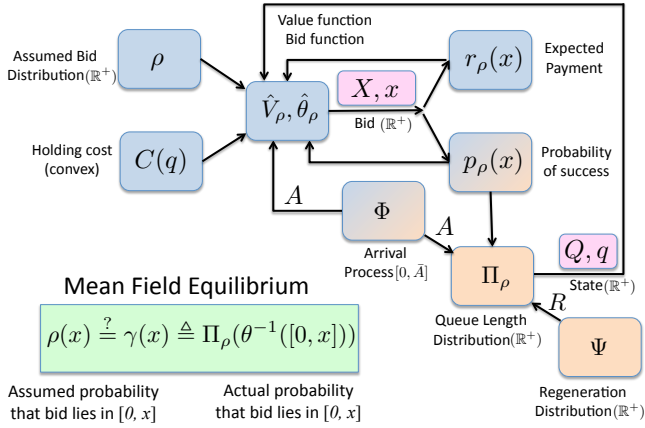 Value function
Bid function
Assumed Bid
Distribution(ℝ⁺)
ρ
r_ρ(x)
Expected
Payment
X, x
V̂_ρ, θ̂_ρ
Bid (ℝ⁺)
Holding cost
(convex)
C(q)
p_ρ(x)
Probability
of success
A
Φ
A
Arrival
Process[0, Ā]
Q, q
Π_ρ
State(ℝ⁺)
Mean Field Equilibrium
R
Queue Length
Distribution(ℝ⁺)
ρ(x) ≟ γ(x) ≜ Π_ρ(θ⁻¹([0, x]))
Ψ
Assumed probability
that bid lies in [0, x]
Actual probability
that bid lies in [0, x]
Regeneration
Distribution(ℝ⁺)